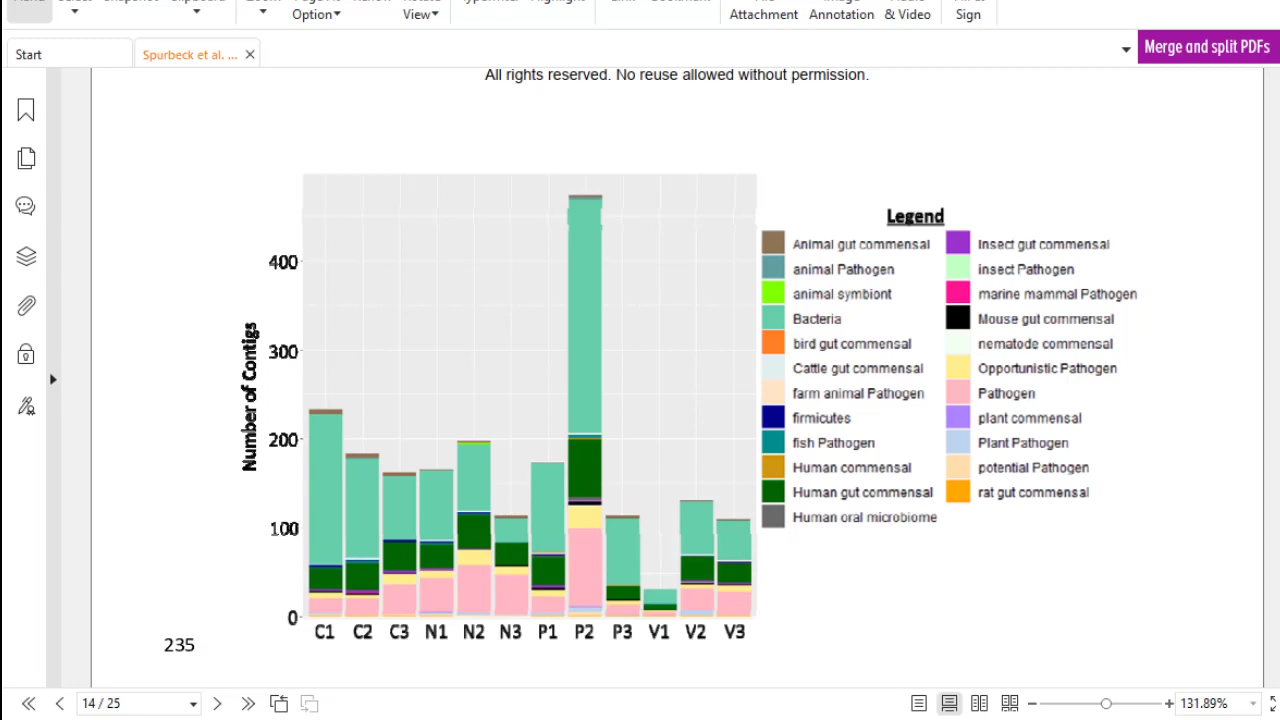 Option▾
View▾
Attachment
Annotation
& Video
Sign
Start
Spurbeck et al. ...
Merge and split PDFs
All rights reserved. No reuse allowed without permission.
Legend
Animal gut commensal
animal Pathogen
animal symbiont
Bacteria
bird gut commensal
Cattle gut commensal
farm animal Pathogen
firmicutes
fish Pathogen
Human commensal
Human gut commensal
Human oral microbiome
Insect gut commensal
insect Pathogen
marine mammal Pathogen
Mouse gut commensal
nematode commensal
Opportunistic Pathogen
Pathogen
plant commensal
Plant Pathogen
potential Pathogen
rat gut commensal
Number of Contigs
400
300
200
100
0
C1 C2 C3 N1 N2 N3 P1 P2 P3 V1 V2 V3
235
14 / 25
131.89%